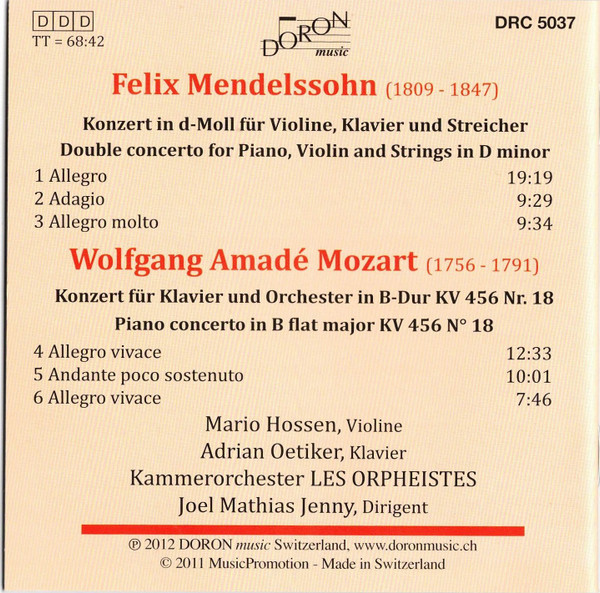 D D D
TT = 68:42
DORON
music
DRC 5037
Felix Mendelssohn (1809 - 1847)
Konzert in d-Moll für Violine, Klavier und Streicher
Double concerto for Piano, Violin and Strings in D minor
1 Allegro 19:19
2 Adagio 9:29
3 Allegro molto 9:34
Wolfgang Amadé Mozart (1756 - 1791)
Konzert für Klavier und Orchester in B-Dur KV 456 Nr. 18
Piano concerto in B flat major KV 456 N° 18
4 Allegro vivace 12:33
5 Andante poco sostenuto 10:01
6 Allegro vivace 7:46
Mario Hossen, Violine
Adrian Oetiker, Klavier
Kammerorchester LES ORPHEISTES
Joel Mathias Jenny, Dirigent
℗ 2012 DORON music Switzerland, www.doronmusic.ch
© 2011 MusicPromotion - Made in Switzerland